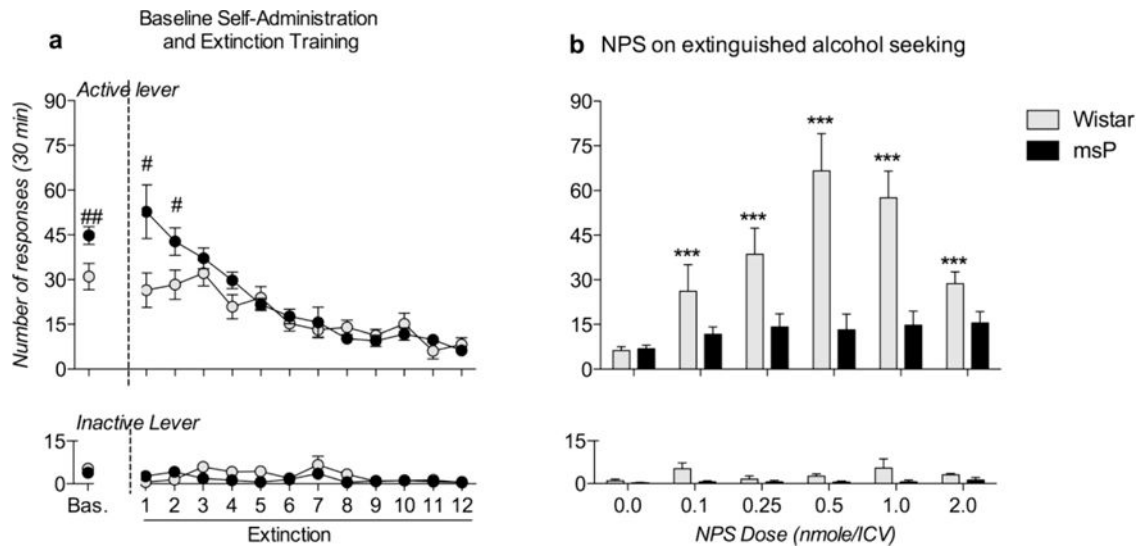 Baseline Self-Administration
and Extinction Training
a
Active lever
Number of responses (30 min)
90
75
60
45
30
15
0
##
#
#
Inactive Lever
15
0
Bas. 1 2 3 4 5 6 7 8 9 10 11 12
Extinction
b NPS on extinguished alcohol seeking
90
75
60
45
30
15
0
***
***
***
***
***
Wistar
msP
15
0
0.0 0.1 0.25 0.5 1.0 2.0
NPS Dose (nmole/ICV)